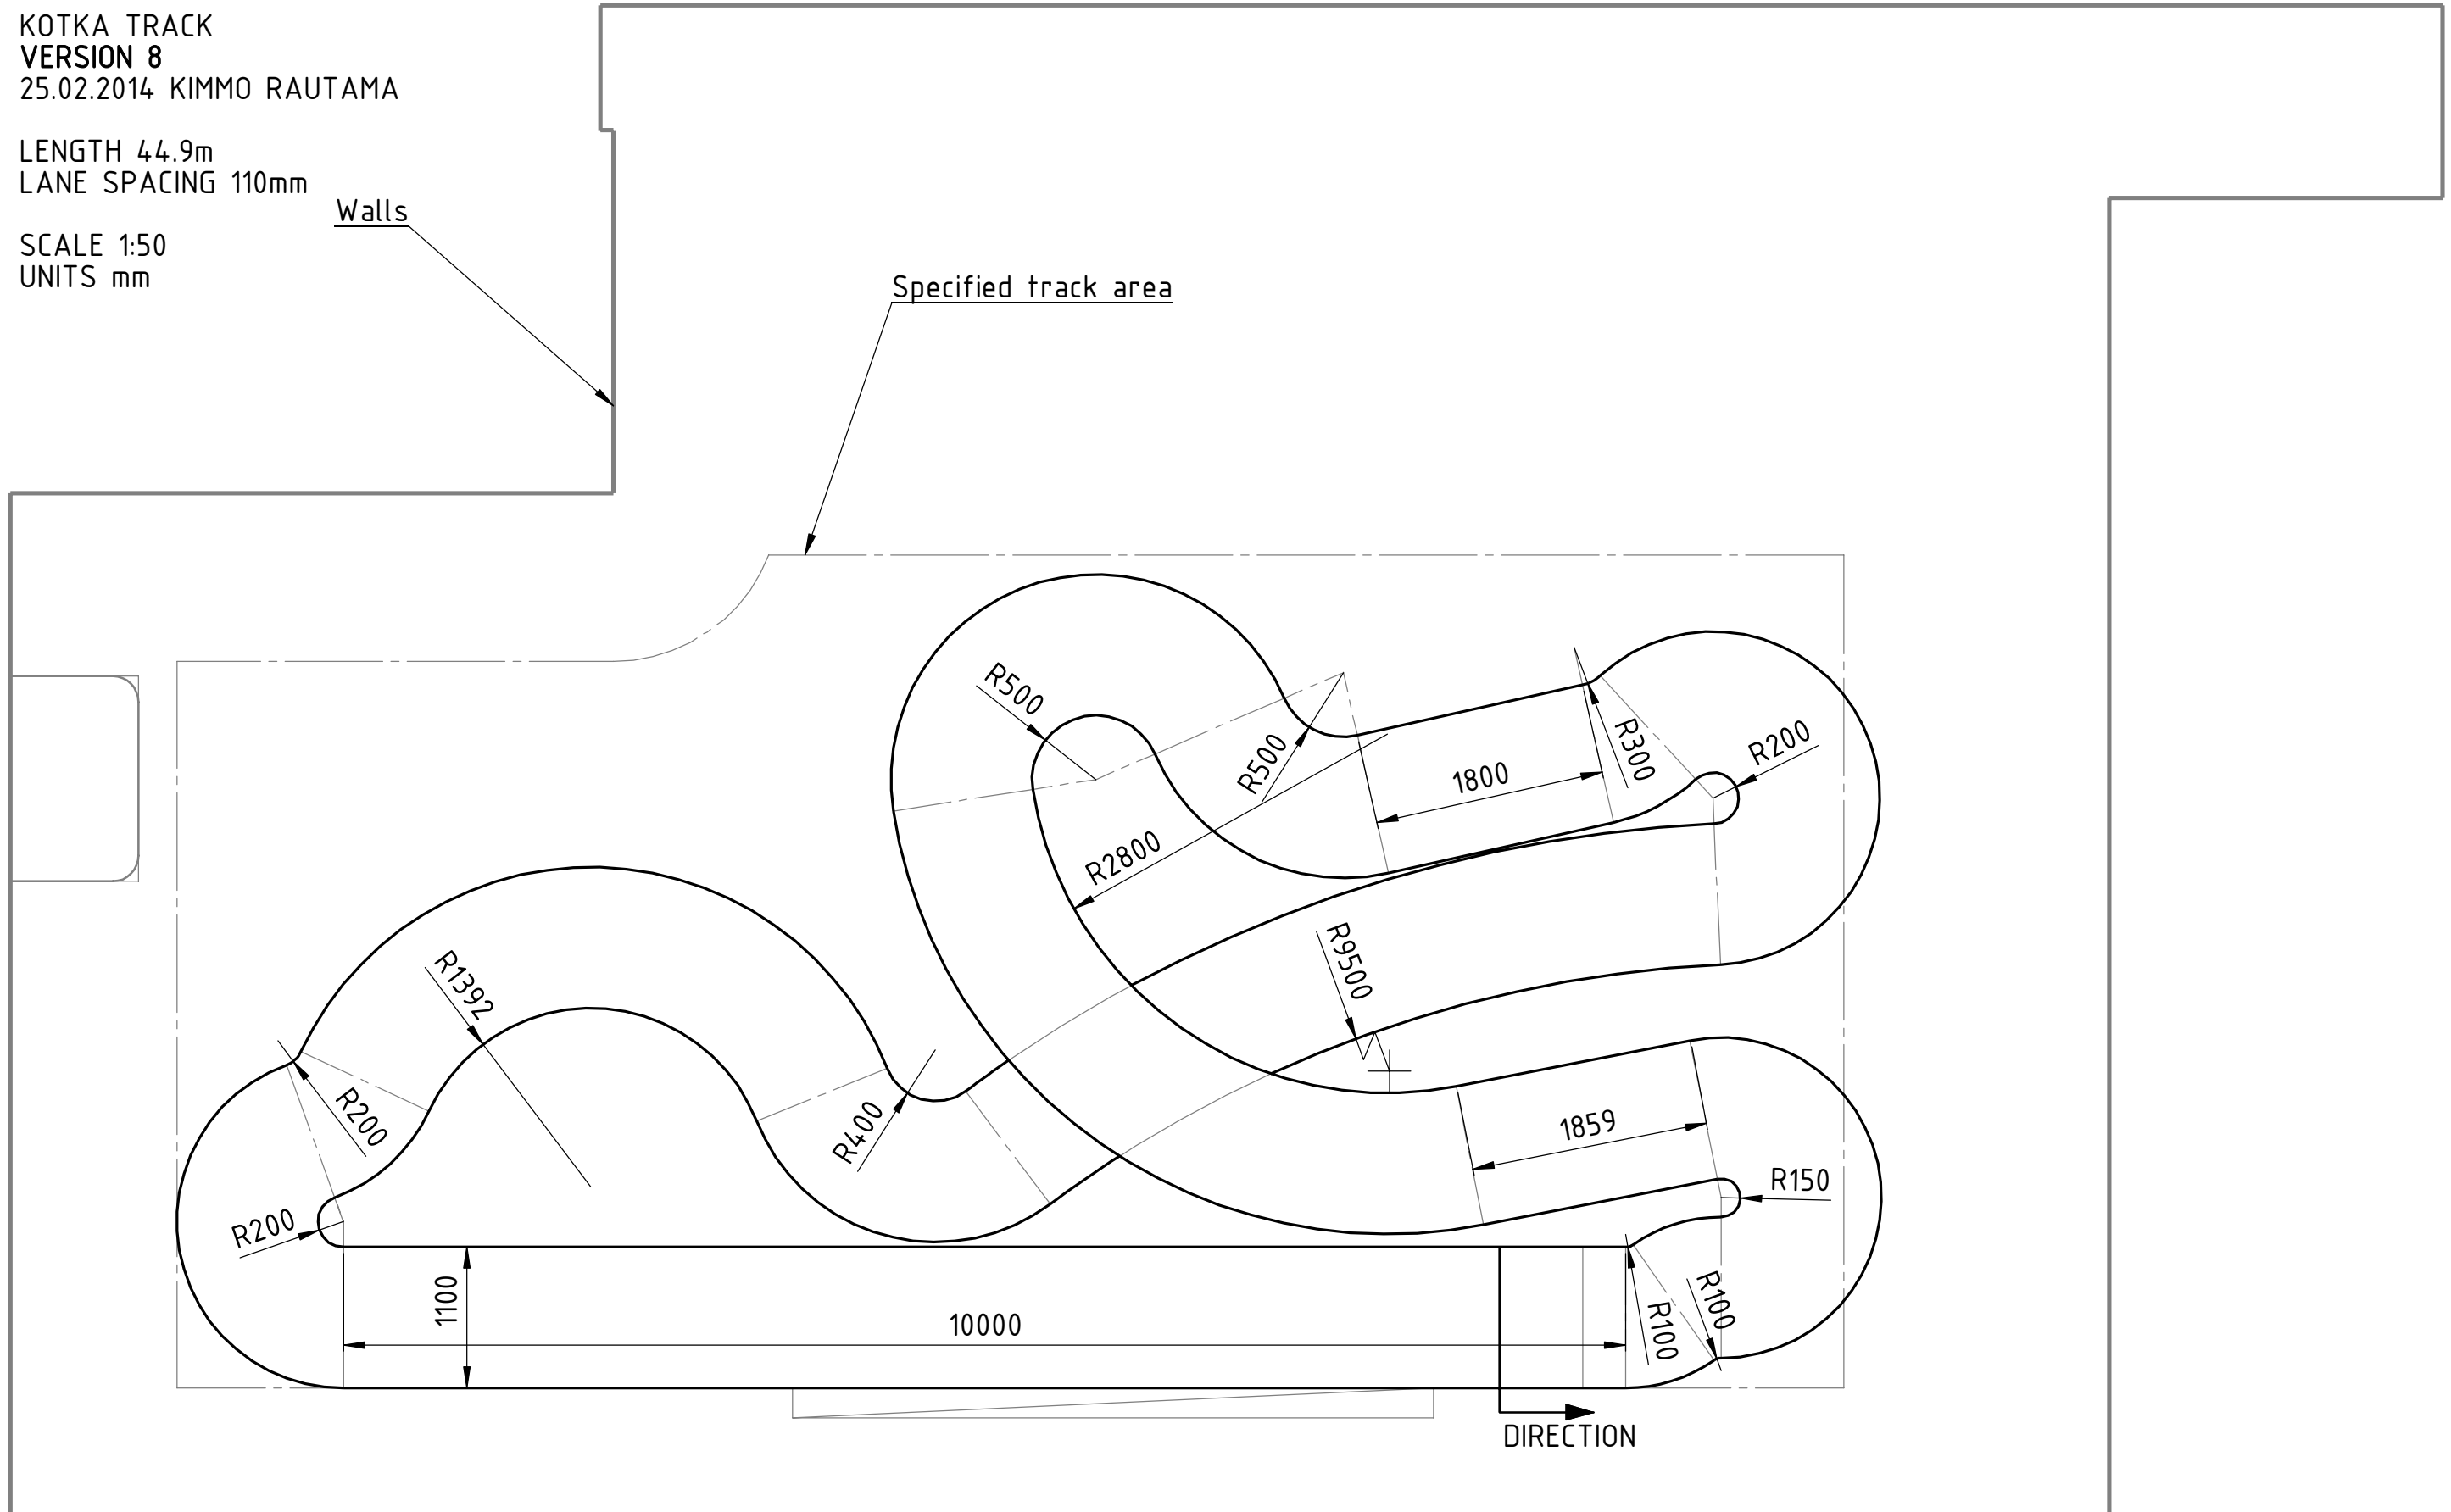 KOTKA TRACK
VERSION 8
25.02.2014 KIMMO RAUTAMA
LENGTH 44.9m
LANE SPACING 110mm
SCALE 1:50
UNITS mm
Walls
Specified track area
R500
R500
1800
R300
R200
R2800
R1392
R9500
R200
R400
1859
R150
R200
1100
10000
R100
R100
DIRECTION